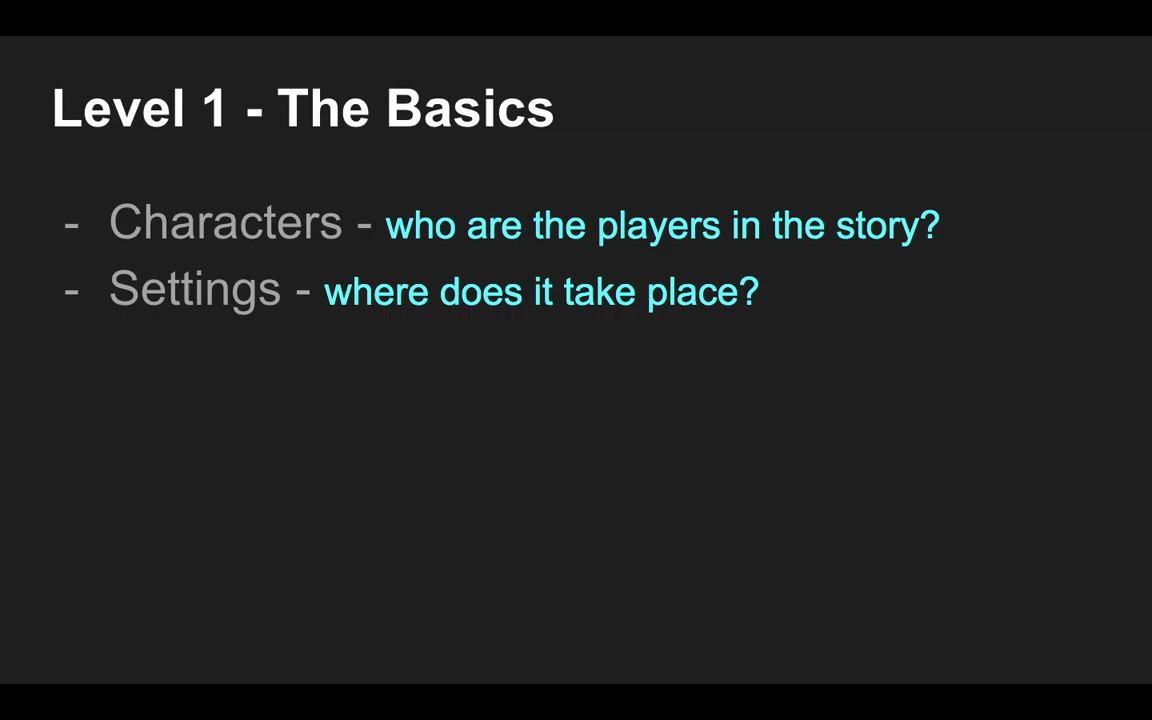 Level 1 - The Basics
- Characters - who are the players in the story?
- Settings - where does it take place?